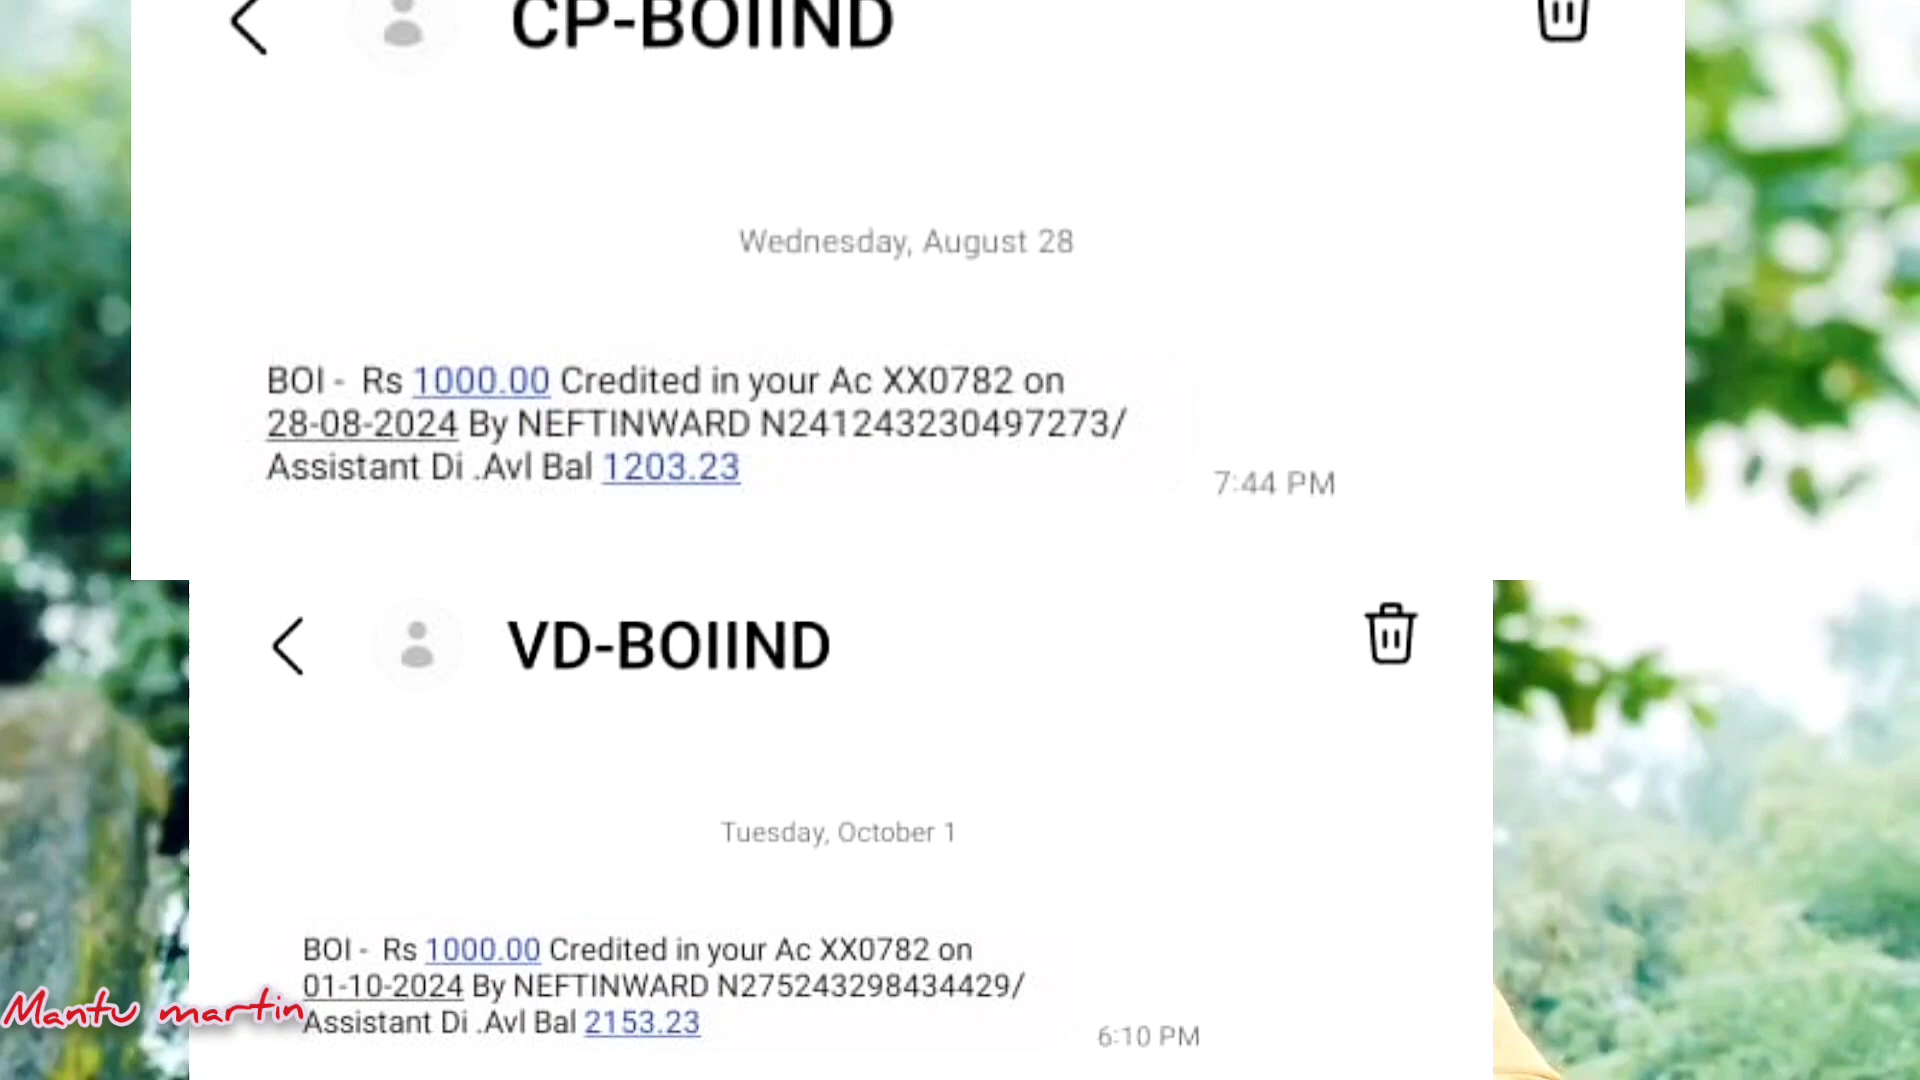 CP-BOIIND
Wednesday, August 28
BOI - Rs 1000.00 Credited in your Ac XX0782 on
28-08-2024 By NEFTINWARD N241243230497273/
Assistant Di .Avl Bal 1203.23
7:44 PM
VD-BOIIND
Tuesday, October 1
BOI - Rs 1000.00 Credited in your Ac XX0782 on
01-10-2024 By NEFTINWARD N275243298434429/
Assistant Di .Avl Bal 2153.23
6:10 PM
Mantu martin